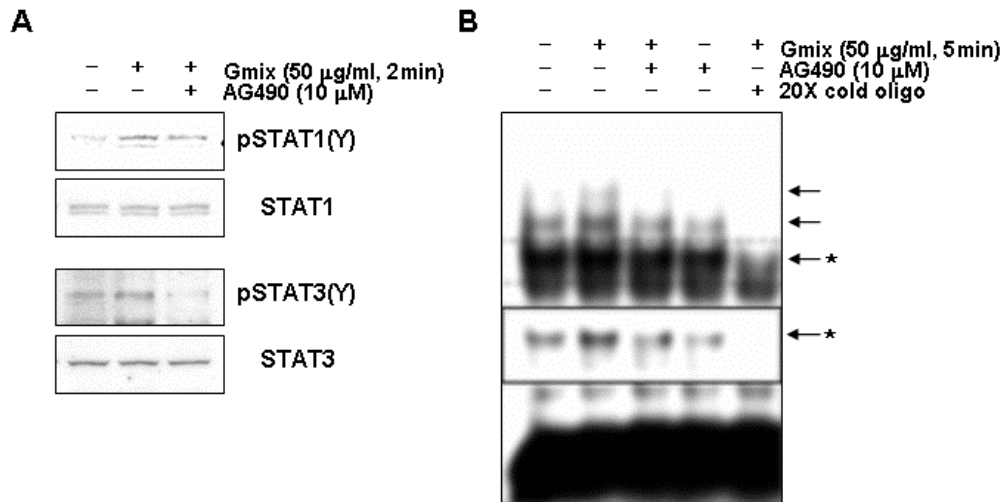 A
− + + Gmix (50 μg/ml, 2min)
− − + AG490 (10 μM)
pSTAT1(Y)
STAT1
pSTAT3(Y)
STAT3
B
− + + − + Gmix (50 μg/ml, 5min)
− − + + − AG490 (10 μM)
− − − − + 20X cold oligo
*
*